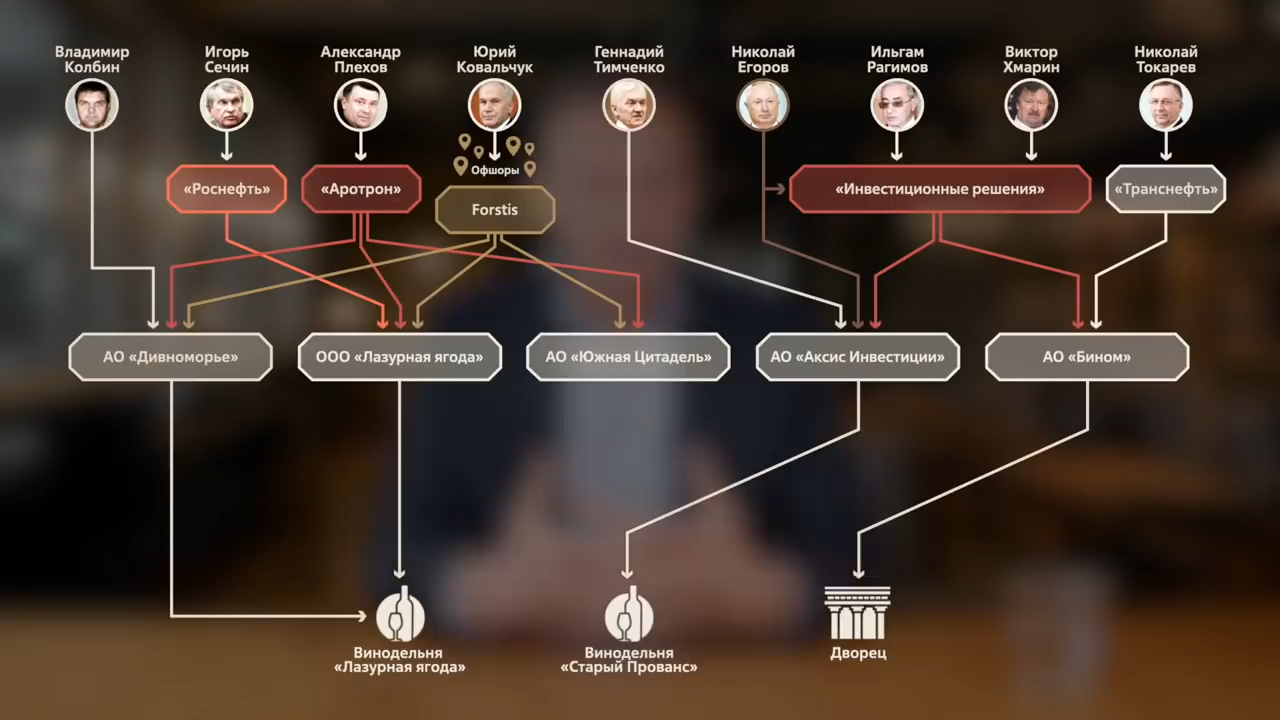 Владимир
Колбин
Игорь
Сечин
Александр
Плехов
Юрий
Ковальчук
Геннадий
Тимченко
Николай
Егоров
Ильгам
Рагимов
Виктор
Хмарин
Николай
Токарев
Офшоры
«Роснефть»
«Аротрон»
Forstis
«Инвестиционные решения»
«Транснефть»
АО «Дивноморье»
ООО «Лазурная ягода»
АО «Южная Цитадель»
АО «Аксис Инвестиции»
АО «Бином»
Винодельня
«Лазурная ягода»
Винодельня
«Старый Прованс»
Дворец